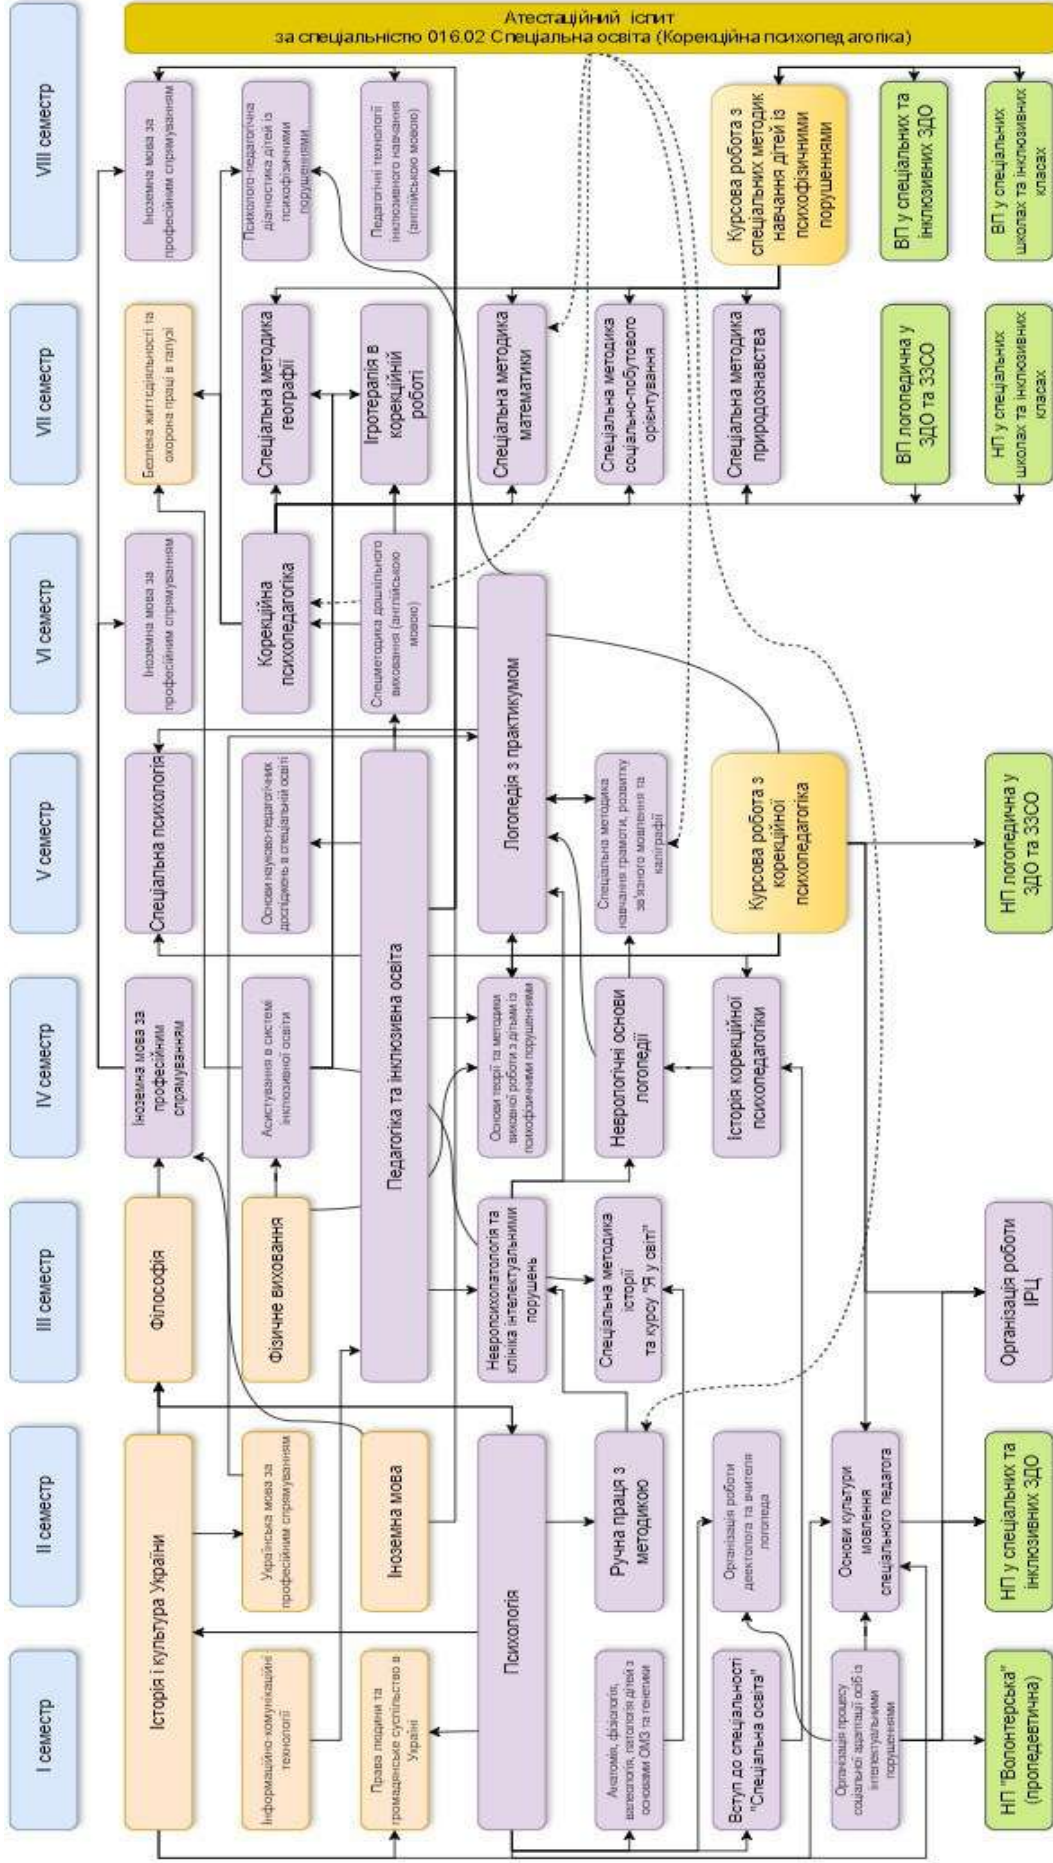 I семестр
II семестр
III семестр
IV семестр
V семестр
VI семестр
VII семестр
VIII семестр
Історія і культура України
Філософія
Іноземна мова за
професійним
спрямуванням
Спеціальна психологія
Іноземна мова за
професійним спрямуванням
Безпека життєдіяльності та
охорона праці в галузі
Іноземна мова за
професійним спрямуванням
Інформаційно-комунікаційні
технології
Українська мова за
професійним спрямуванням
Фізичне виховання
Асистування в системі
інклюзивної освіти
Основи науково-педагогічних
досліджень в спеціальній освіті
Корекційна
психопедагогіка
Спеціальна методика
географії
Психолого-педагогічна
діагностика дітей із
психофізичними
порушеннями
Права людини та
громадянське суспільство в
Україні
Іноземна мова
Педагогіка та інклюзивна освіта
Спецметодика дошкільного
виховання (англійською
мовою)
Ігротерапія в
корекційній
роботі
Педагогічні технології
інклюзивного навчання
(англійською мовою)
Психологія
Невропсихопатологія та
клініка інтелектуальними
порушень
Основи теорії та методики
виховної роботи з дітьми із
психофізичними порушеннями
Логопедія з практикумом
Спеціальна методика
математики
Анатомія, фізіологія,
валеологія, патологія дітей з
основами ОМЗ та генетики
Ручна праця з
методикою
Спеціальна методика
історії
та курсу "Я у світі"
Неврологічні основи
логопедії
Спеціальна методика
навчання грамоти, розвитку
зв'язного мовлення та
каліграфії
Спеціальна методика
соціально-побутового
орієнтування
Вступ до спеціальності
"Спеціальна освіта"
Організація роботи
деектолога та вчителя
логопеда
Історія корекційної
психопедагогіки
Курсова робота з
корекційної
психопедагогіка
Спеціальна методика
природознавства
Курсова робота з
спеціальних методик
навчання дітей із
психофізичними
порушеннями
Організація процесу
соціальної адаптації осіб із
інтелектуальними
порушеннями
Основи культури
мовлення
спеціального педагога
ВП логопедична у
ЗДО та ЗЗСО
ВП у спеціальних та
інклюзивних ЗДО
НП "Волонтерська"
(пропедевтична)
НП у спеціальних та
інклюзивних ЗДО
Організація роботи
ІРЦ
НП логопедична у
ЗДО та ЗЗСО
НП у спеціальних
школах та інклюзивних
класах
ВП у спеціальних
школах та інклюзивних
класах
Атестаційний іспит
за спеціальністю 016.02 Спеціальна освіта (Корекційна психопедагогіка)